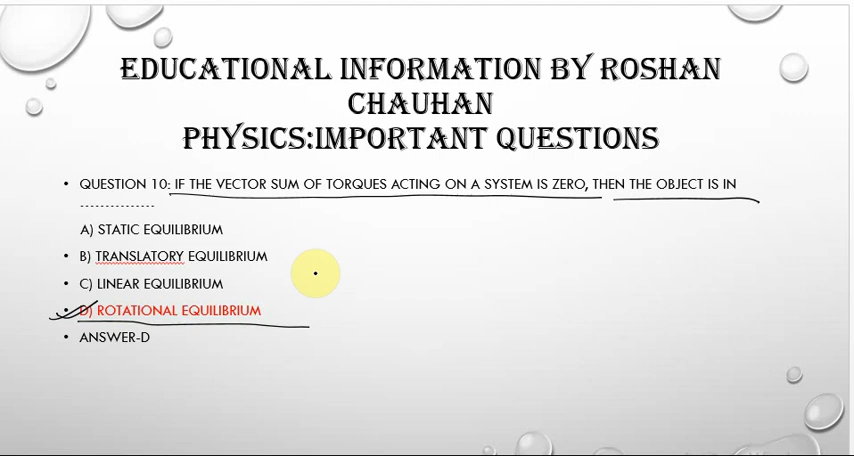 EDUCATIONAL INFORMATION BY ROSHAN
CHAUHAN
PHYSICS:IMPORTANT QUESTIONS
• QUESTION 10: IF THE VECTOR SUM OF TORQUES ACTING ON A SYSTEM IS ZERO, THEN THE OBJECT IS IN
---------------
A) STATIC EQUILIBRIUM
• B) TRANSLATORY EQUILIBRIUM
• C) LINEAR EQUILIBRIUM
• D) ROTATIONAL EQUILIBRIUM
• ANSWER-D